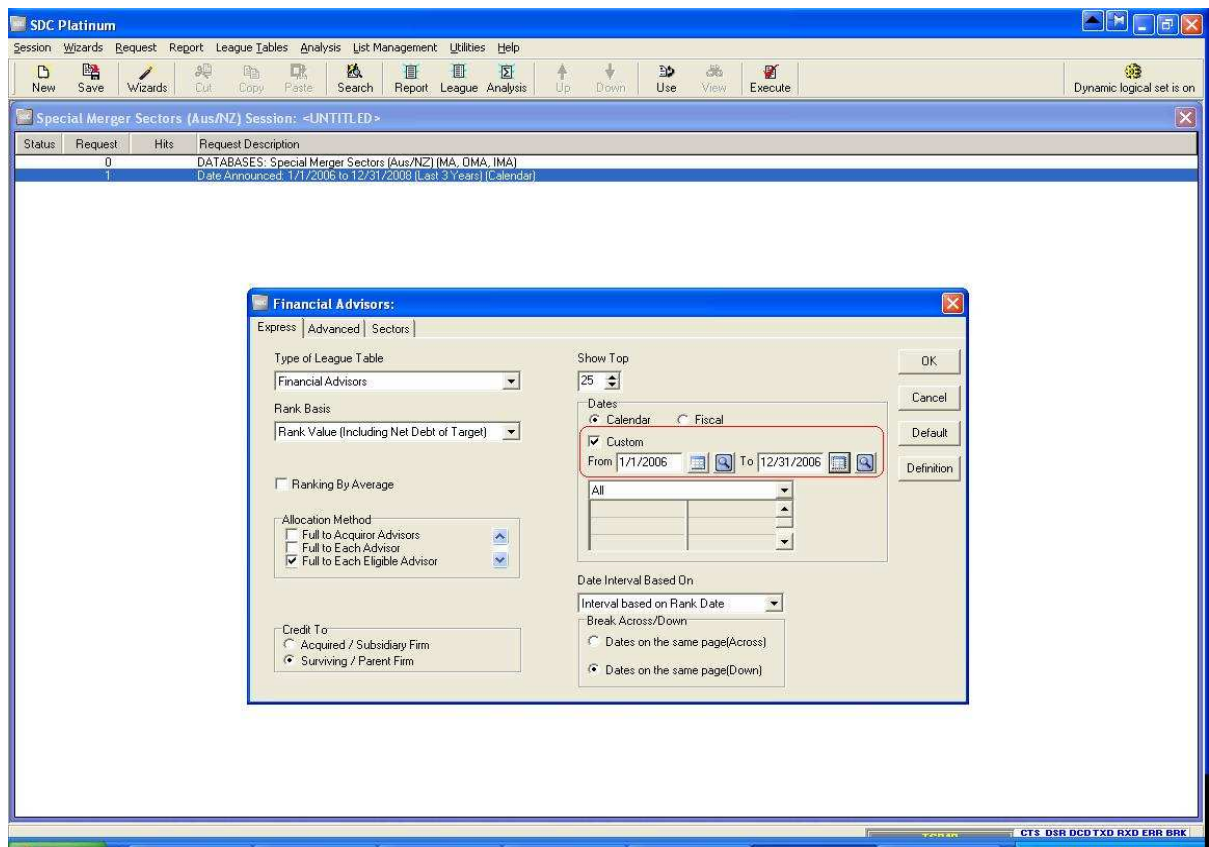 SDC Platinum
Session Wizards Request Report League Tables Analysis List Management Utilities Help
New Save Wizards Cut Copy Paste Search Report League Analysis Up Down Use View Execute Dynamic logical set is on
Special Merger Sectors (Aus/NZ) Session: <UNTITLED>
Status Request Hits Request Description
0 DATABASES: Special Merger Sectors (Aus/NZ) (MA, OMA, IMA)
1 Date Announced: 1/1/2006 to 12/31/2008 (Last 3 Years) (Calendar)
Financial Advisors:
Express Advanced Sectors
Type of League Table
Financial Advisors
Rank Basis
Rank Value (Including Net Debt of Target)
Ranking By Average
Allocation Method
Full to Acquiror Advisors
Full to Each Advisor
Full to Each Eligible Advisor
Credit To
Acquired / Subsidiary Firm
Surviving / Parent Firm
Show Top
25
Dates
Calendar Fiscal
Custom
From 1/1/2006 To 12/31/2006
All
Date Interval Based On
Interval based on Rank Date
Break Across/Down
Dates on the same page(Across)
Dates on the same page(Down)
OK
Cancel
Default
Definition
CTS DSR DCD TXD RXD ERR BRK